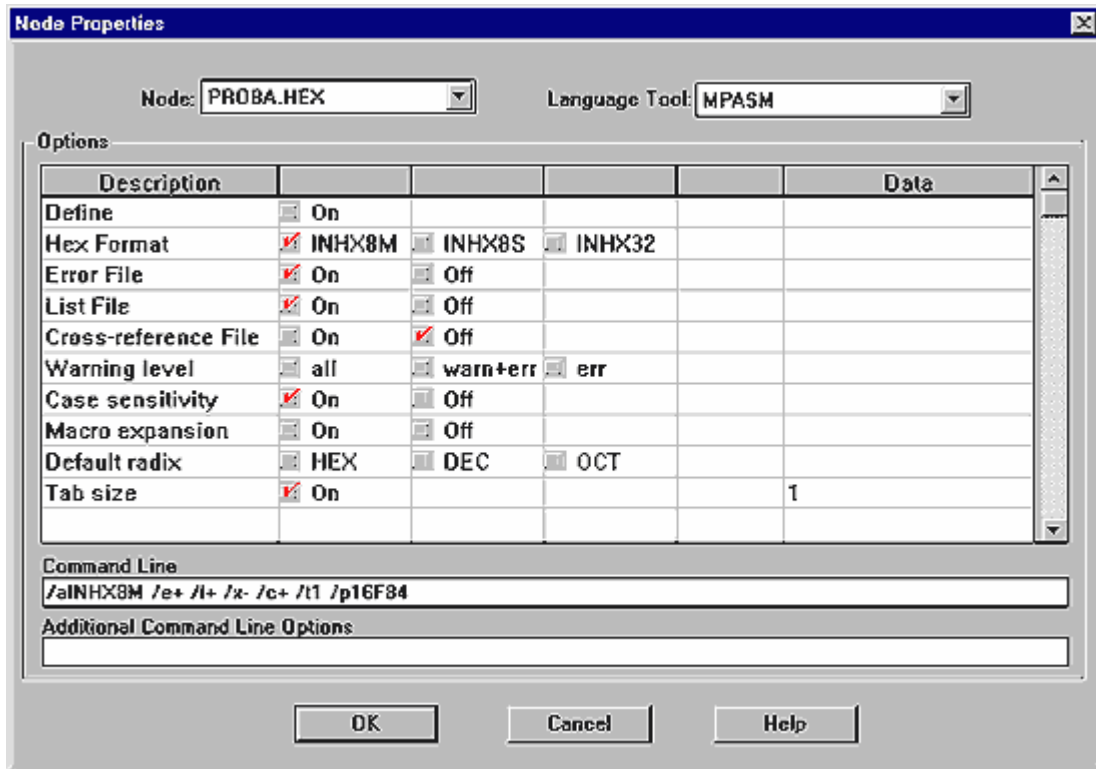 Node Properties
Node: PROBA.HEX Language Tool: MPASM
Options
Description Data
Define On
Hex Format INHX8M INHX8S INHX32
Error File On Off
List File On Off
Cross-reference File On Off
Warning level all warn+err err
Case sensitivity On Off
Macro expansion On Off
Default radix HEX DEC OCT
Tab size On 1
Command Line
/aINHX8M /e+ /l+ /x- /c+ /t1 /p16F84
Additional Command Line Options
OK Cancel Help